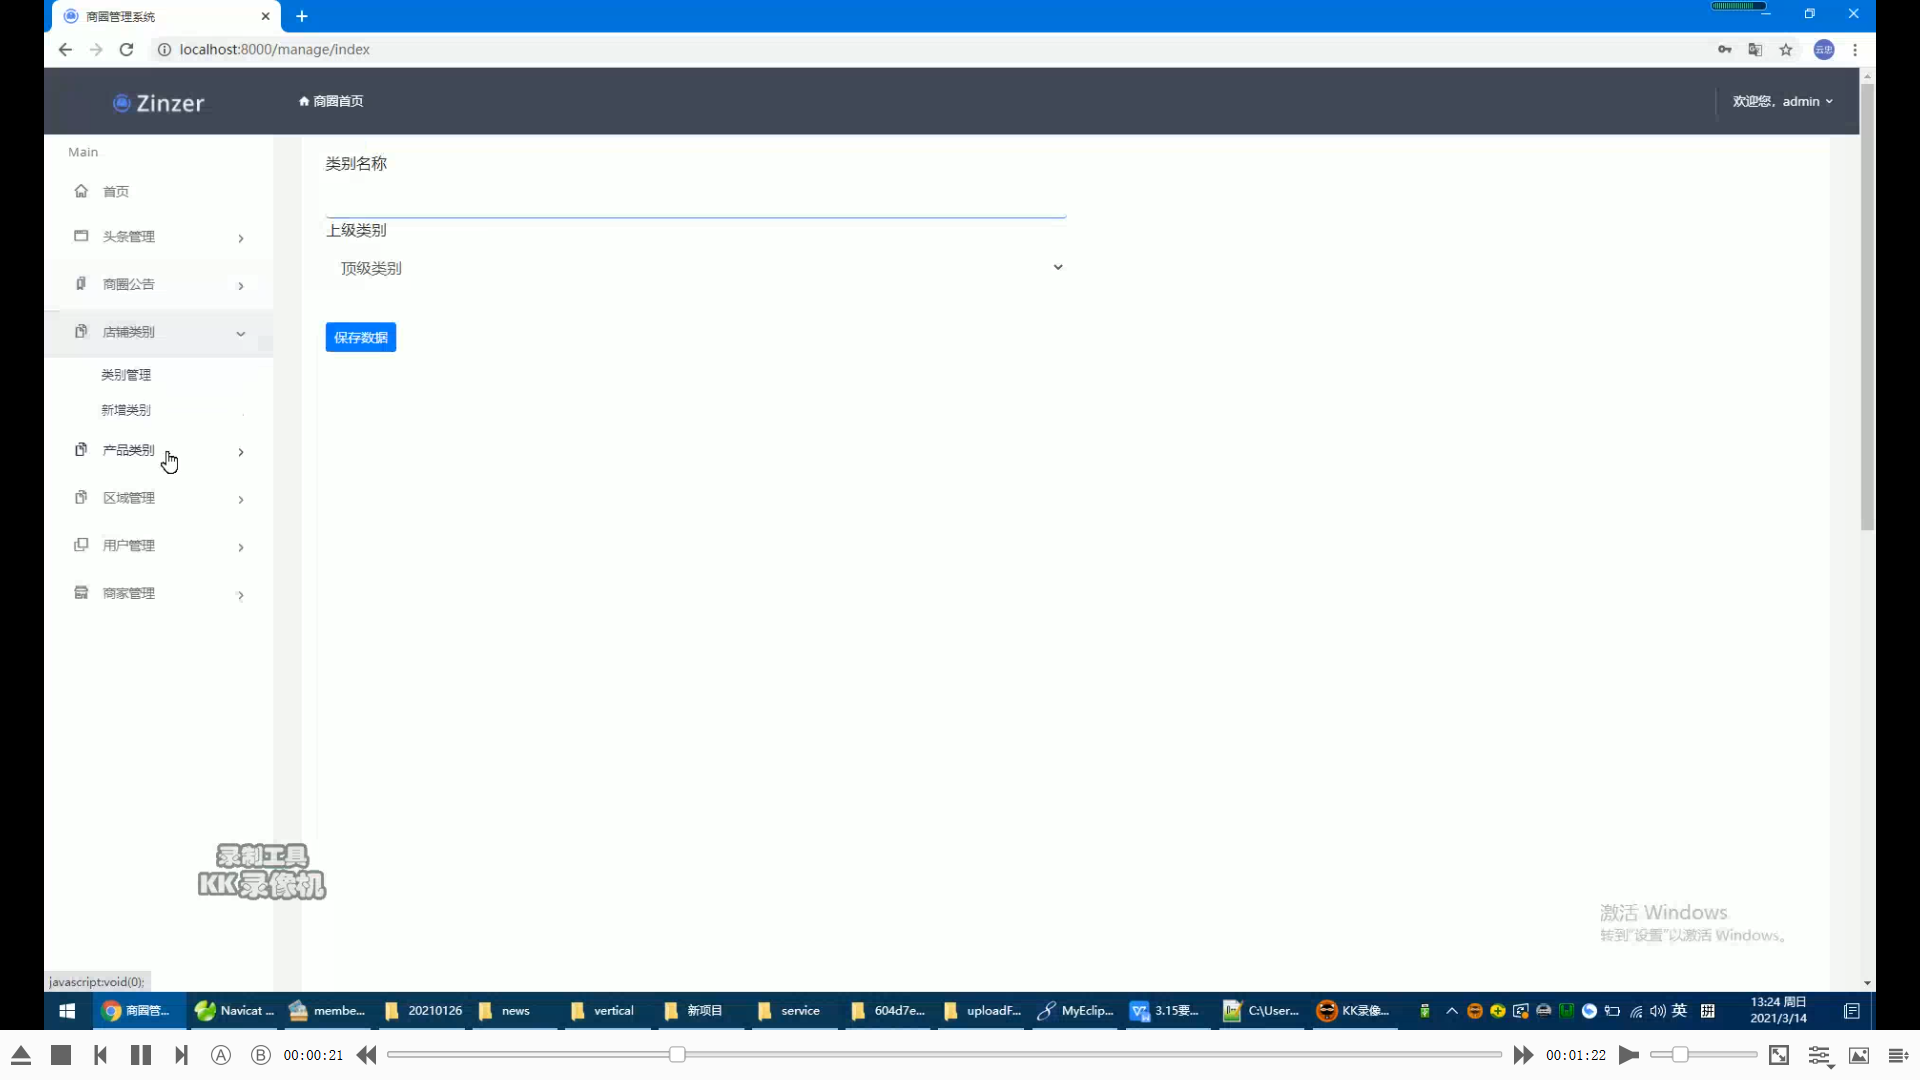 商圈管理系统
localhost:8000/manage/index
云忠
Zinzer
商圈首页
欢迎您，admin
Main
首页
头条管理
商圈公告
店铺类别
类别管理
新增类别
产品类别
区域管理
用户管理
商家管理
类别名称
上级类别
顶级类别
保存数据
录制工具
KK录像机
激活 Windows
转到"设置"以激活 Windows。
javascript:void(0);
商圈管...
Navicat ...
membe...
20210126
news
vertical
新项目
service
604d7e...
uploadF...
MyEclip...
3.15要...
C:\User...
KK录像...
英
拼
13:24 周日
2021/3/14
A
B
00:00:21
00:01:22